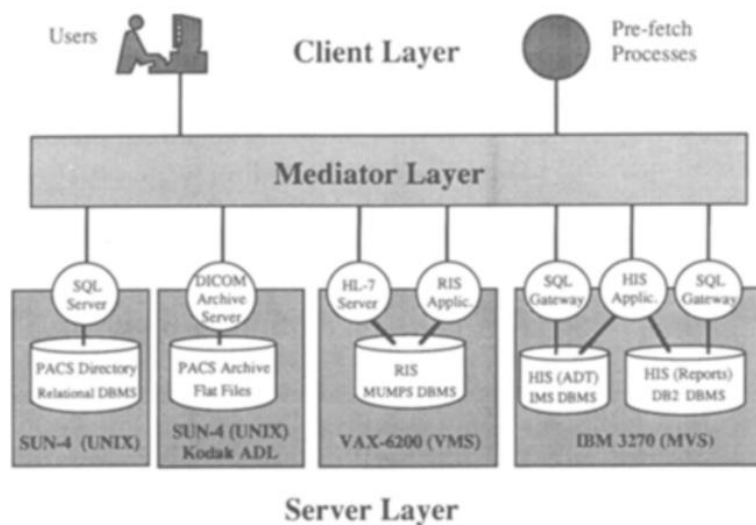 Users
Client Layer
Pre-fetch
Processes
Mediator Layer
SQL
Server
DICOM
Archive
Server
HL-7
Server
RIS
Applic.
SQL
Gateway
HIS
Applic.
SQL
Gateway
PACS Directory
Relational DBMS
PACS Archive
Flat Files
RIS
MUMPS DBMS
HIS (ADT)
IMS DBMS
HIS (Reports)
DB2 DBMS
SUN-4 (UNIX)
SUN-4 (UNIX)
Kodak ADL
VAX-6200 (VMS)
IBM 3270 (MVS)
Server Layer